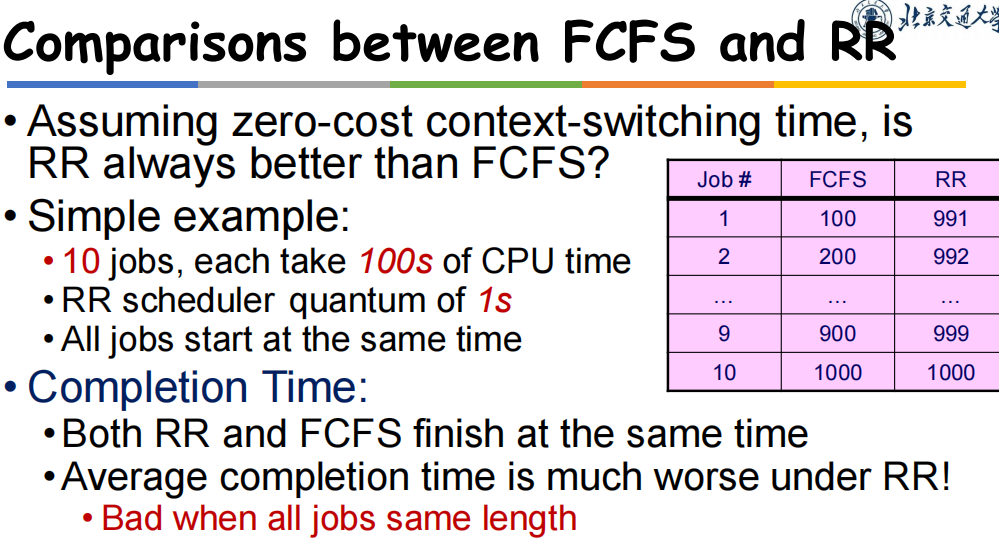 北京交通大学
Comparisons between FCFS and RR
• Assuming zero-cost context-switching time, is
RR always better than FCFS?
• Simple example:
• 10 jobs, each take 100s of CPU time
• RR scheduler quantum of 1s
• All jobs start at the same time
• Completion Time:
• Both RR and FCFS finish at the same time
• Average completion time is much worse under RR!
• Bad when all jobs same length
Job # FCFS RR
1 100 991
2 200 992
... ... ...
9 900 999
10 1000 1000